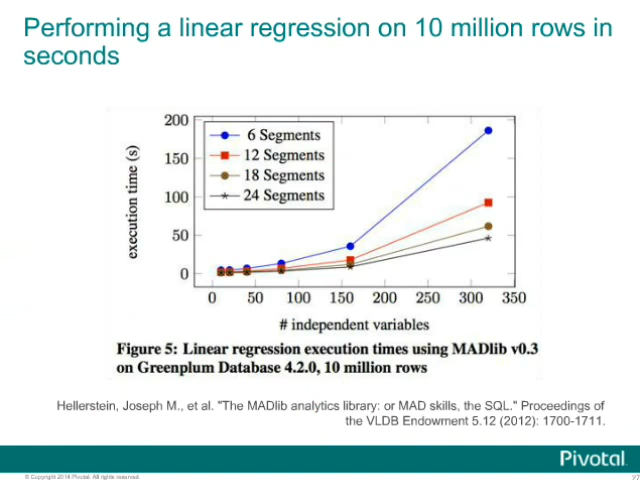 Performing a linear regression on 10 million rows in
seconds
200
150
100
50
0
execution time (s)
6 Segments
12 Segments
18 Segments
24 Segments
0 50 100 150 200 250 300 350
# independent variables
Figure 5: Linear regression execution times using MADlib v0.3
on Greenplum Database 4.2.0, 10 million rows
Hellerstein, Joseph M., et al. "The MADlib analytics library: or MAD skills, the SQL." Proceedings of
the VLDB Endowment 5.12 (2012): 1700-1711.
Pivotal
© Copyright 2014 Pivotal. All rights reserved.
27